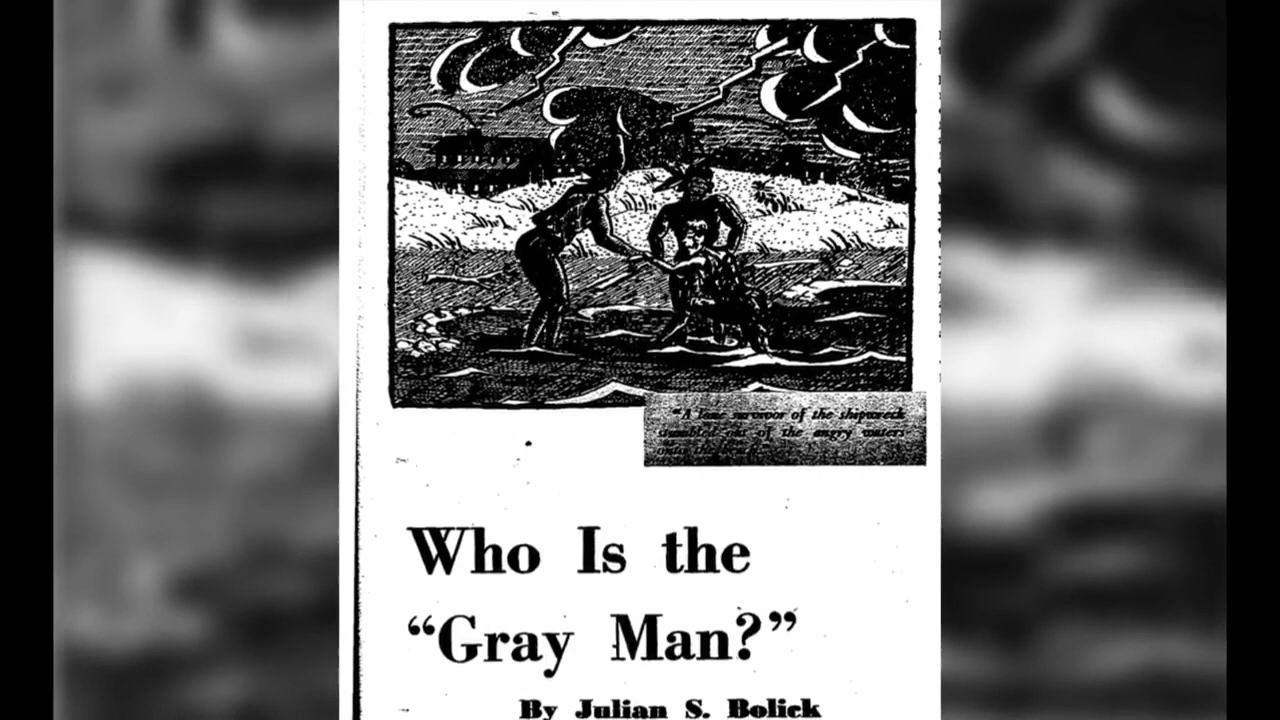 "A lone survivor of the shipwreck
stumbled out of the angry waters
Who Is the
“Gray Man?”
By Julian S. Bolick